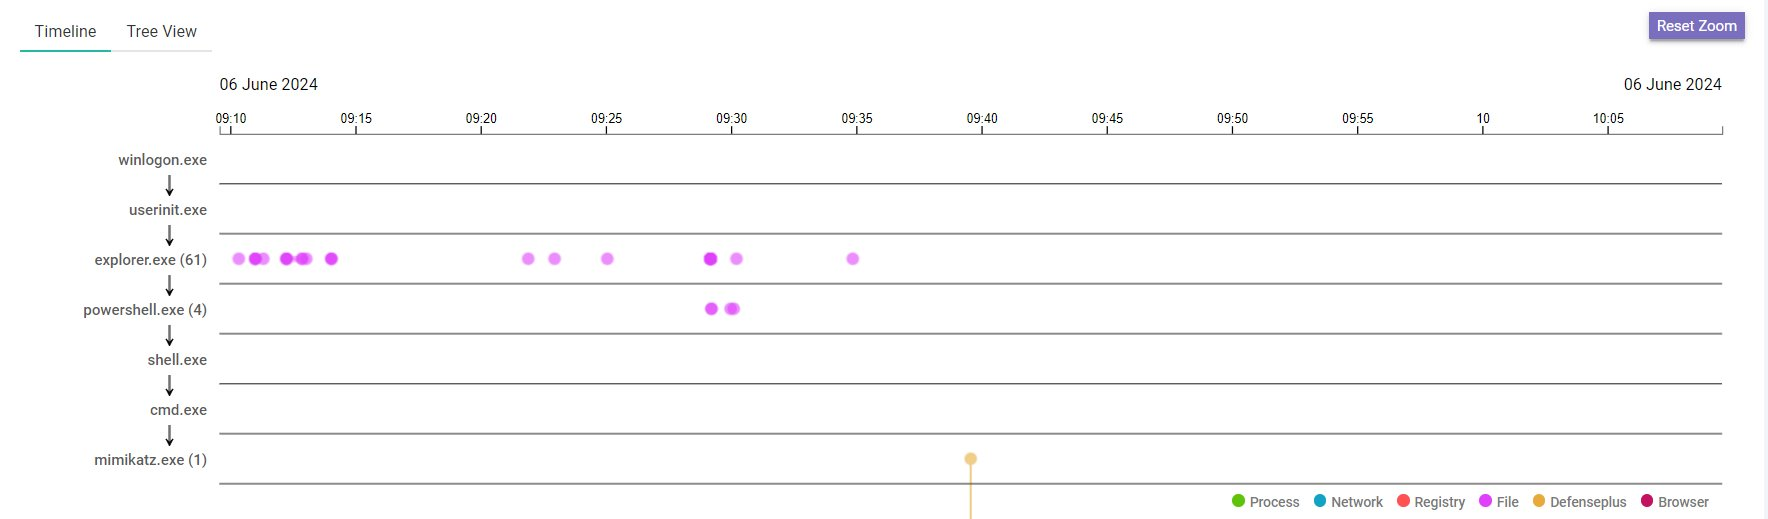 Timeline Tree View Reset Zoom
06 June 2024 06 June 2024
09:10 09:15 09:20 09:25 09:30 09:35 09:40 09:45 09:50 09:55 10 10:05
winlogon.exe
userinit.exe
explorer.exe (61)
powershell.exe (4)
shell.exe
cmd.exe
mimikatz.exe (1)
Process Network Registry File Defenseplus Browser